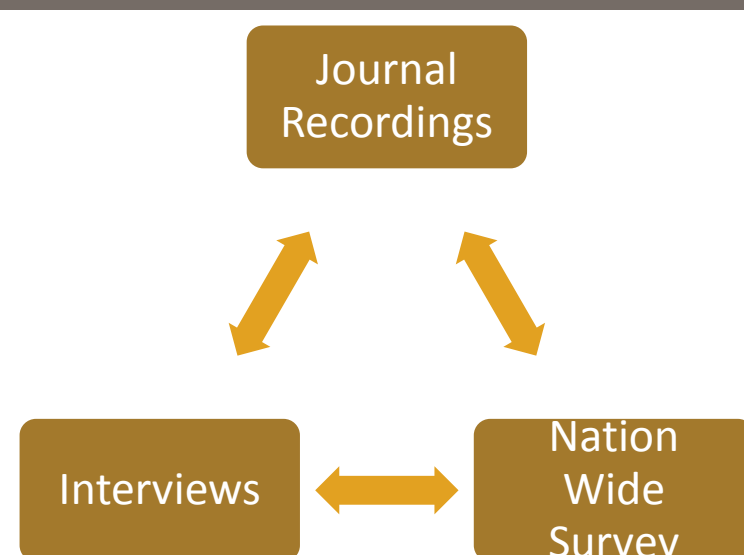 Journal
Recordings
Interviews
Nation
Wide
Survey